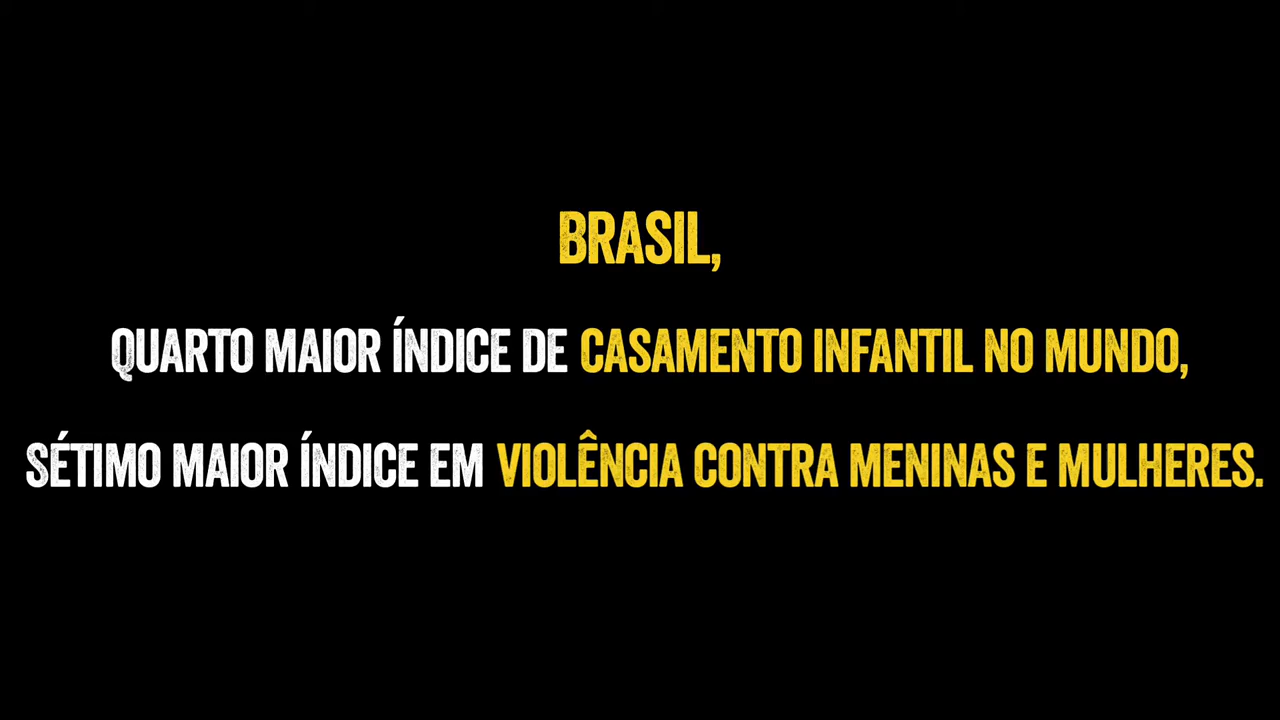 BRASIL,
QUARTO MAIOR ÍNDICE DE CASAMENTO INFANTIL NO MUNDO,
SÉTIMO MAIOR ÍNDICE EM VIOLÊNCIA CONTRA MENINAS E MULHERES.